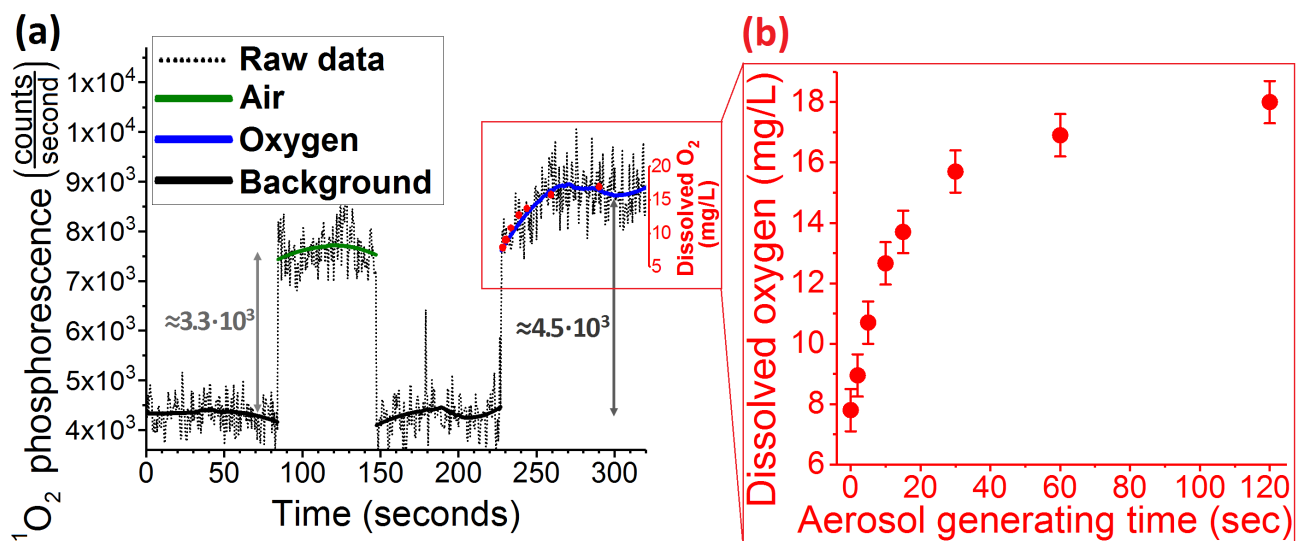 (a)
Raw data
Air
Oxygen
Background
¹O₂ phosphorescence (counts/second)
1x10⁴
1x10⁴
9x10³
8x10³
7x10³
6x10³
5x10³
4x10³
≈3.3·10³
≈4.5·10³
20
15
10
5
Dissolved O₂
(mg/L)
0 50 100 150 200 250 300
Time (seconds)
(b)
Dissolved oxygen (mg/L)
18
16
14
12
10
8
6
0 20 40 60 80 100 120
Aerosol generating time (sec)